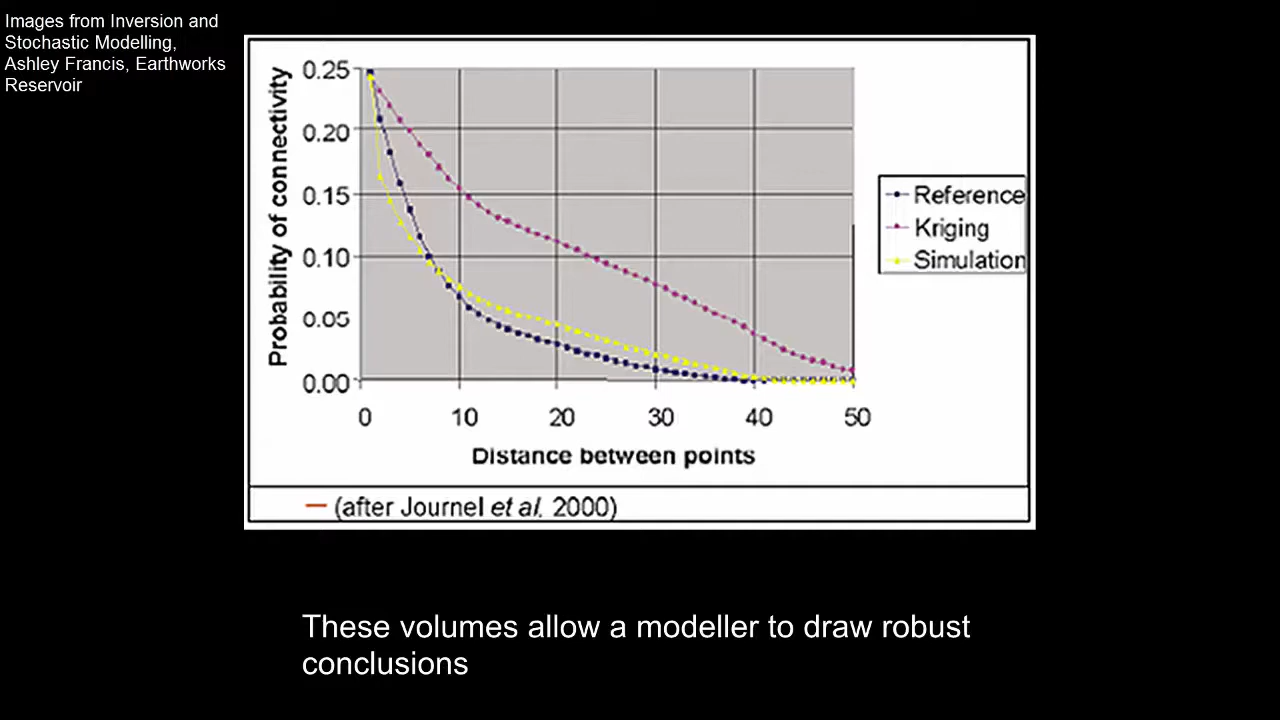 Images from Inversion and
Stochastic Modelling,
Ashley Francis, Earthworks
Reservoir
Probability of connectivity
0.25
0.20
0.15
0.10
0.05
0.00
0 10 20 30 40 50
Distance between points
Reference
Kriging
Simulation
(after Journel et al. 2000)
These volumes allow a modeller to draw robust
conclusions